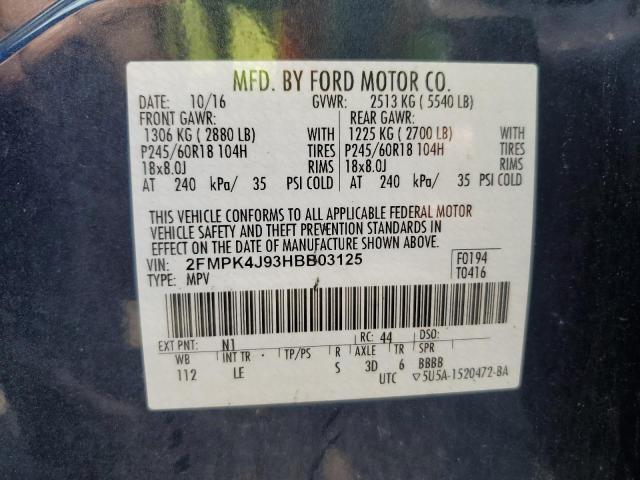 MFD. BY FORD MOTOR CO.
DATE: 10/16 GVWR: 2513 KG ( 5540 LB)
FRONT GAWR: REAR GAWR:
1306 KG ( 2880 LB) WITH 1225 KG ( 2700 LB) WITH
P245/60R18 104H TIRES P245/60R18 104H TIRES
18x8.0J RIMS 18x8.0J RIMS
AT 240 kPa/ 35 PSI COLD AT 240 kPa/ 35 PSI COLD
THIS VEHICLE CONFORMS TO ALL APPLICABLE FEDERAL MOTOR
VEHICLE SAFETY AND THEFT PREVENTION STANDARDS IN
EFFECT ON THE DATE OF MANUFACTURE SHOWN ABOVE.
VIN: 2FMPK4J93HBB03125 F0194
TYPE: MPV T0416
EXT PNT: N1 RC: 44 DSO:
WB INT TR TP/PS R AXLE TR SPR
112 LE S 3D 6 BBBB
UTC ▽5U5A-1520472-BA